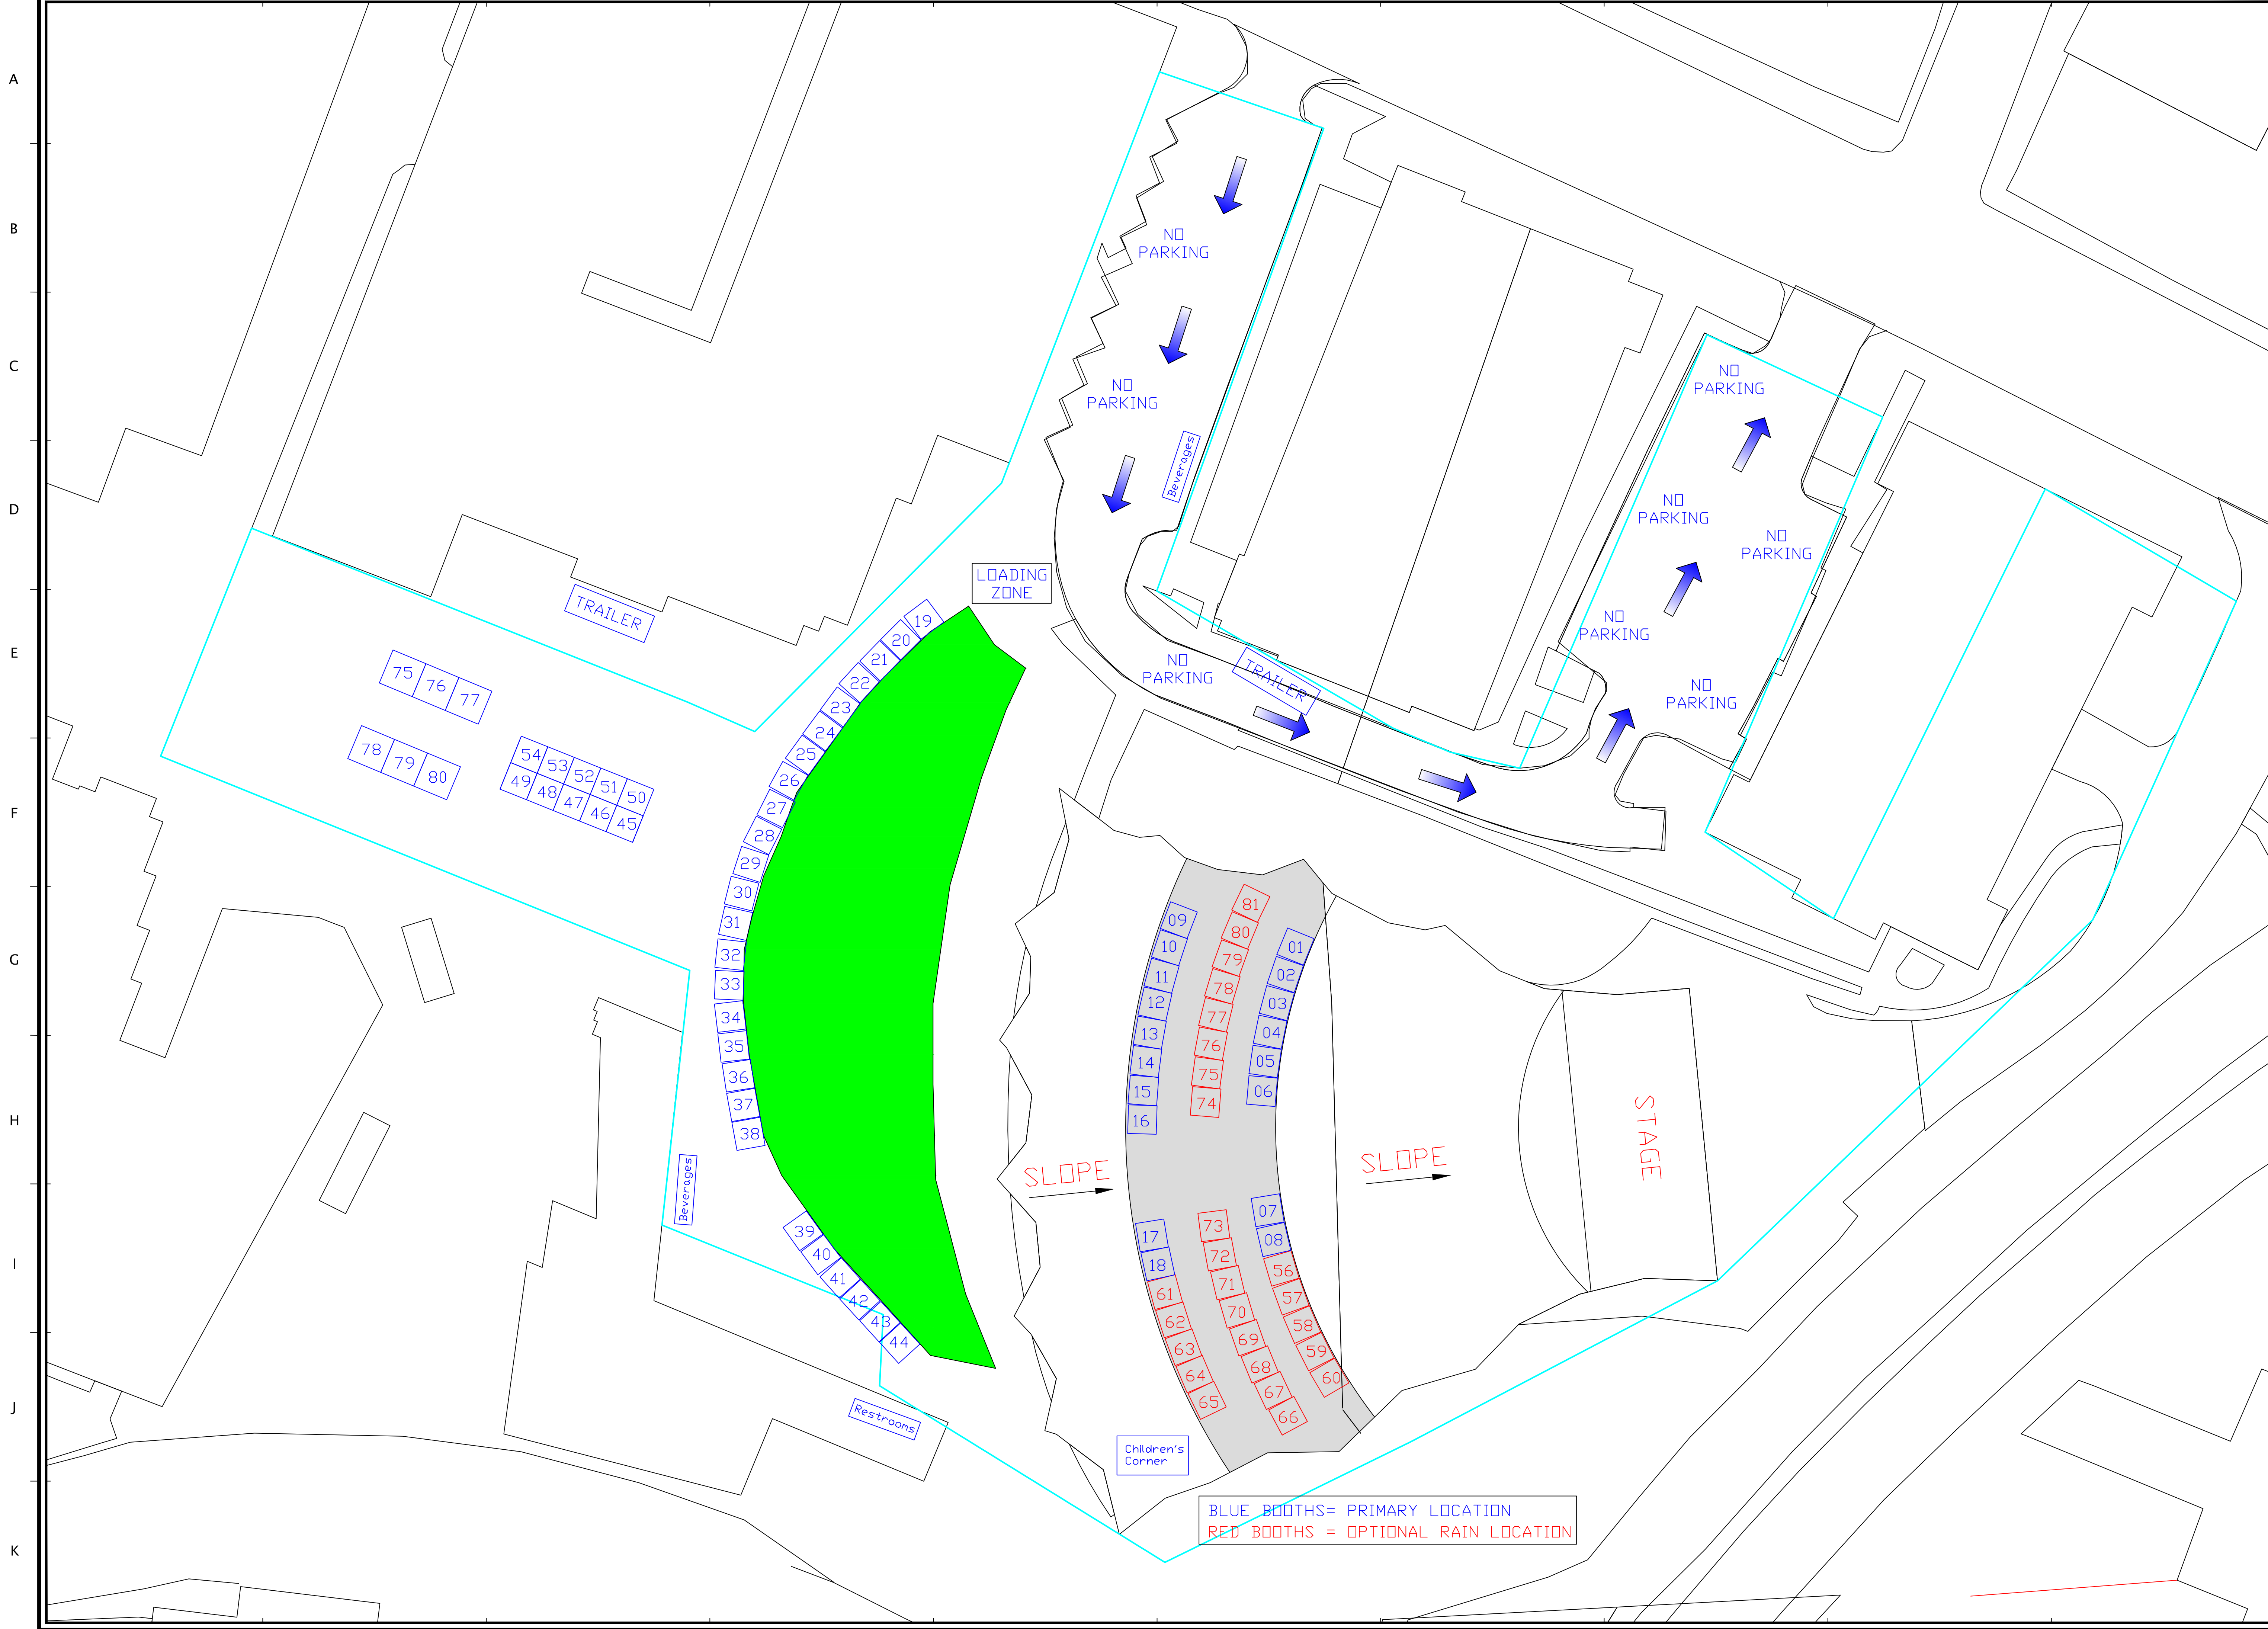 A
B
C
D
E
F
G
H
I
J
K
NO
PARKING
NO
PARKING
Beverages
LOADING
ZONE
NO
PARKING
TRAILER
NO
PARKING
NO
PARKING
NO
PARKING
NO
PARKING
NO
PARKING
TRAILER
75 76 77
78 79 80
54 53 52 51 50
49 48 47 46 45
19
20
21
22
23
24
25
26
27
28
29
30
31
32
33
34
35
36
37
38
39
40
41
42
43
44
09
10
11
12
13
14
15
16
17
18
61
62
63
64
65
81
80
79
78
77
76
75
74
73
72
71
70
69
68
67
66
01
02
03
04
05
06
07
08
56
57
58
59
60
SLOPE
SLOPE
STAGE
Beverages
Restrooms
Children's
Corner
BLUE BOOTHS= PRIMARY LOCATION
RED BOOTHS = OPTIONAL RAIN LOCATION